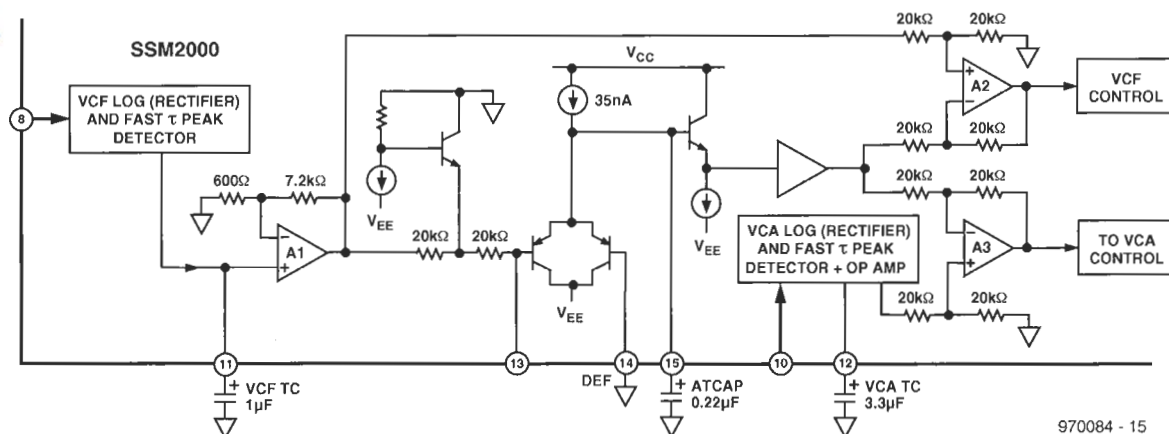 SSM2000
8
VCF LOG (RECTIFIER)
AND FAST τ PEAK
DETECTOR
600Ω
7.2kΩ
−
A1
+
VEE
20kΩ
20kΩ
VCC
35nA
VEE
VEE
VCA LOG (RECTIFIER)
AND FAST τ PEAK
DETECTOR + OP AMP
20kΩ
20kΩ
+
A2
−
20kΩ
20kΩ
VCF
CONTROL
20kΩ
20kΩ
−
A3
+
20kΩ
20kΩ
TO VCA
CONTROL
11
13
14
15
10
12
DEF
+ VCF TC
1µF
+ ATCAP
0.22µF
+ VCA TC
3.3µF
970084 - 15